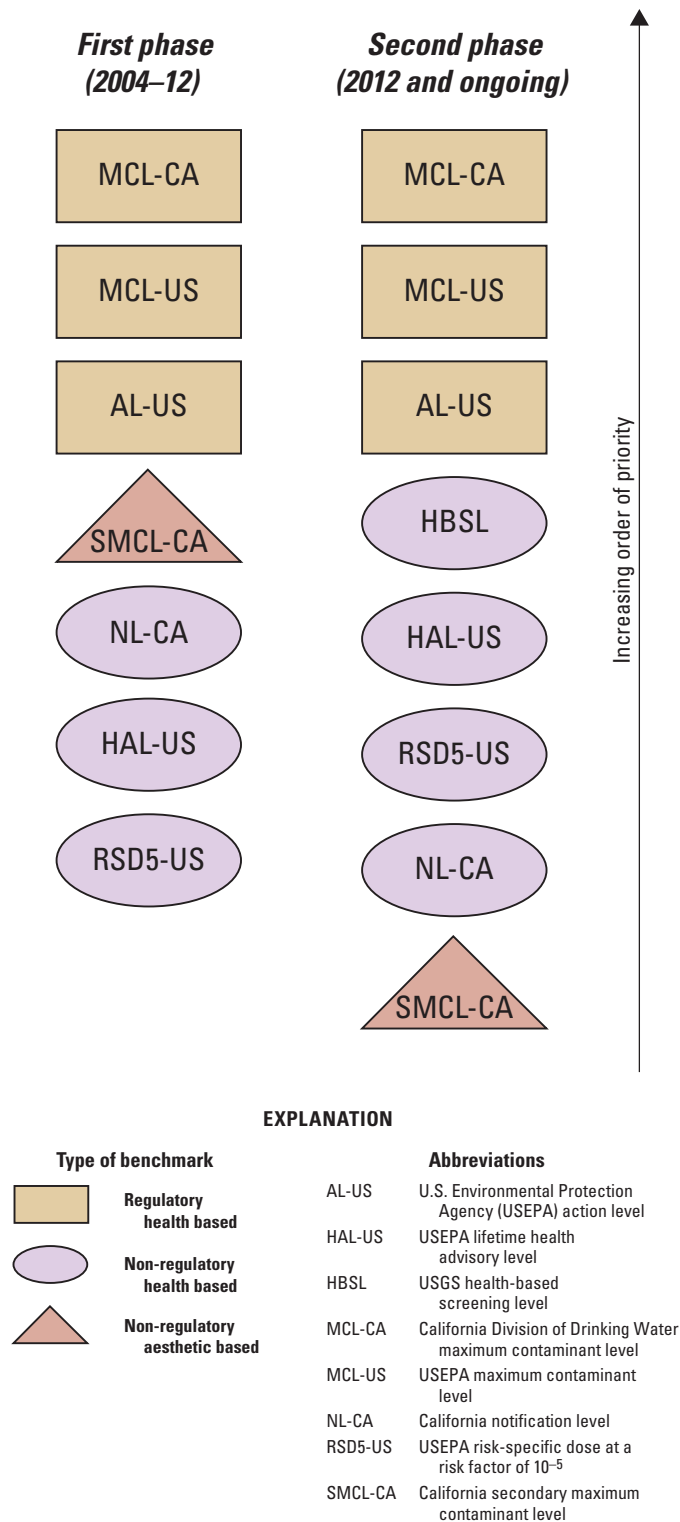 First phase
(2004–12)
Second phase
(2012 and ongoing)
MCL-CA
MCL-CA
MCL-US
MCL-US
AL-US
AL-US
SMCL-CA
HBSL
NL-CA
HAL-US
HAL-US
RSD5-US
RSD5-US
NL-CA
SMCL-CA
Increasing order of priority
EXPLANATION
Type of benchmark
Regulatory
health based
Non-regulatory
health based
Non-regulatory
aesthetic based
Abbreviations
AL-US U.S. Environmental Protection
Agency (USEPA) action level
HAL-US USEPA lifetime health
advisory level
HBSL USGS health-based
screening level
MCL-CA California Division of Drinking Water
maximum contaminant level
MCL-US USEPA maximum contaminant
level
NL-CA California notification level
RSD5-US USEPA risk-specific dose at a
risk factor of 10⁻⁵
SMCL-CA California secondary maximum
contaminant level